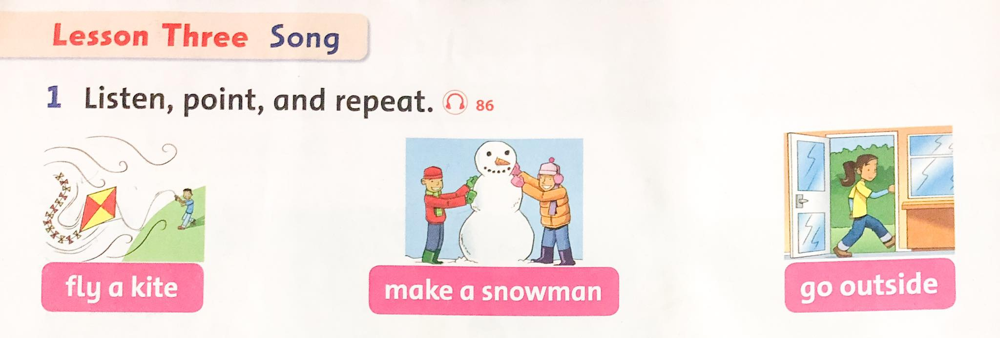 Lesson Three Song
1 Listen, point, and repeat. 86
fly a kite
make a snowman
go outside